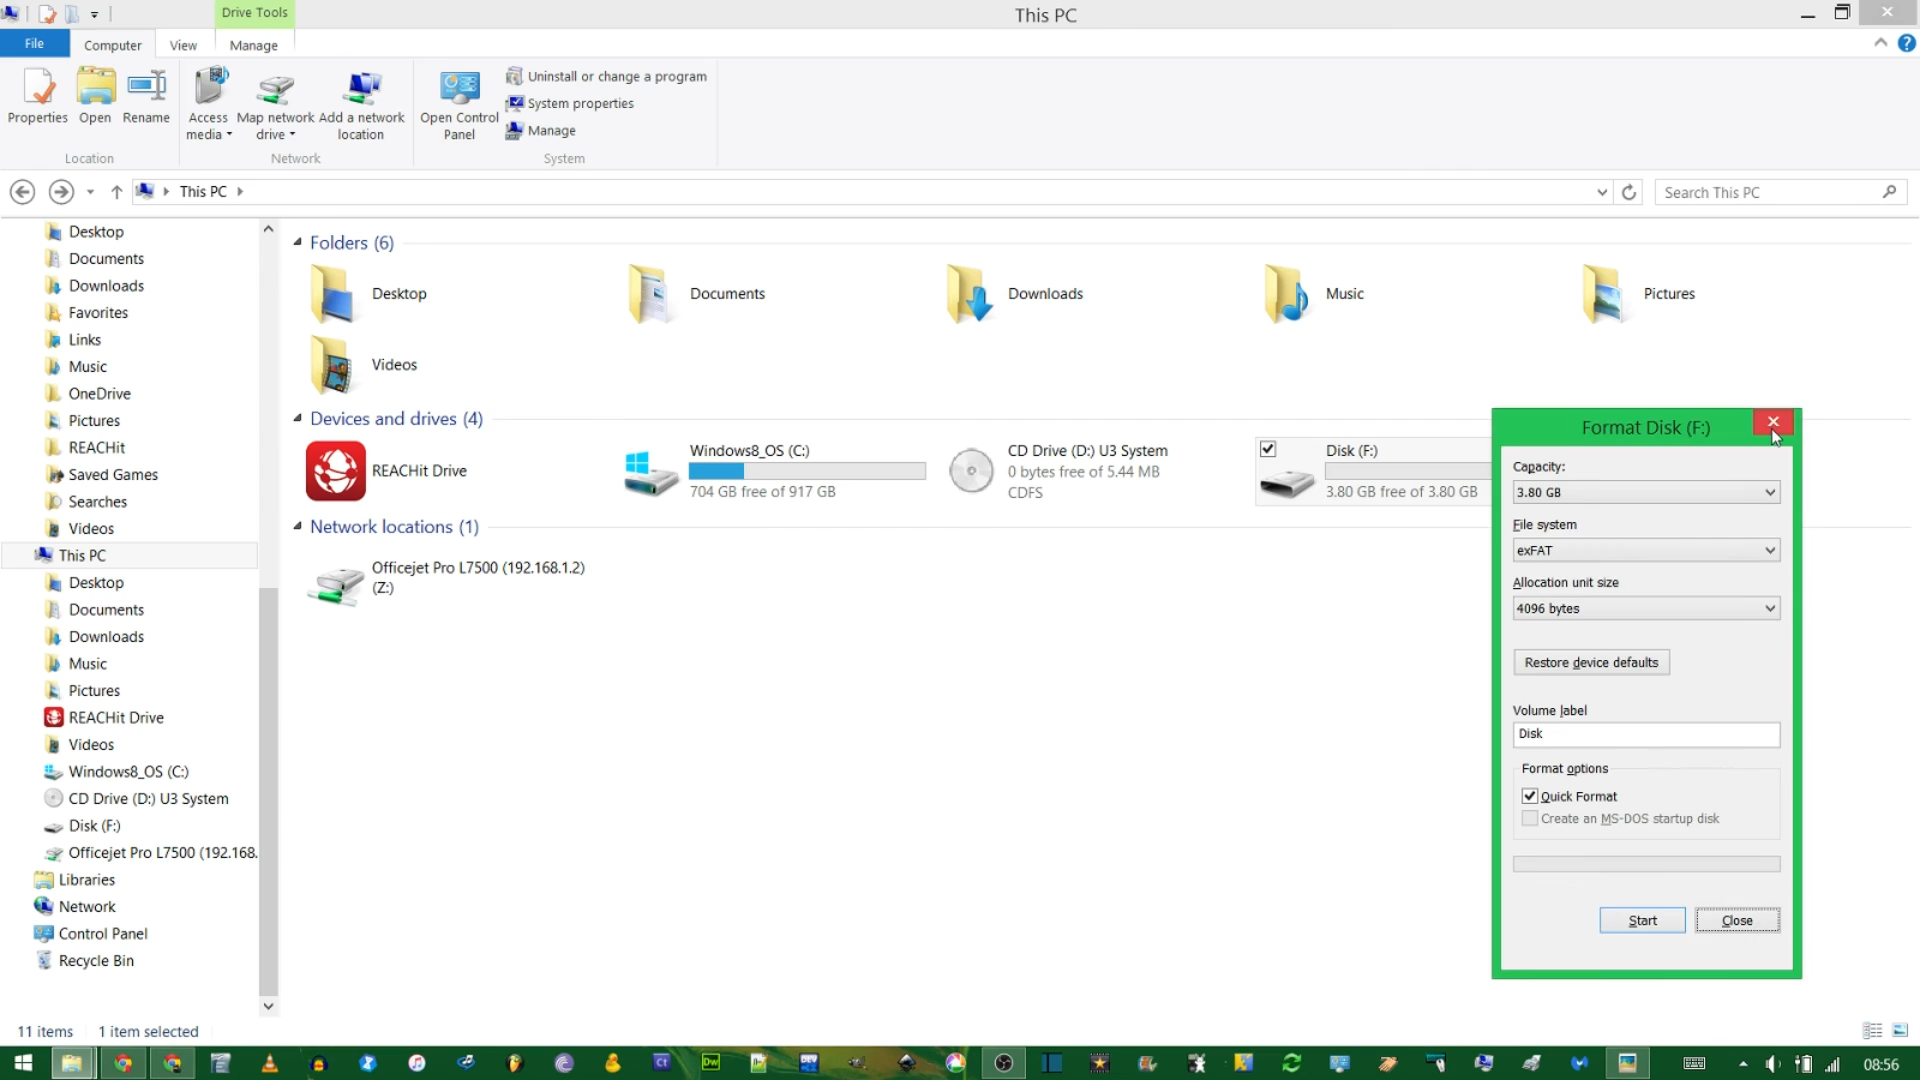 Drive Tools
This PC
File
Computer
View
Manage
Properties
Open
Rename
Access media
Map network drive
Add a network location
Open Control Panel
Uninstall or change a program
System properties
Manage
Location
Network
System
This PC
Search This PC
Desktop
Documents
Downloads
Favorites
Links
Music
OneDrive
Pictures
REACHit
Saved Games
Searches
Videos
This PC
Desktop
Documents
Downloads
Music
Pictures
REACHit Drive
Videos
Windows8_OS (C:)
CD Drive (D:) U3 System
Disk (F:)
Officejet Pro L7500 (192.168.
Libraries
Network
Control Panel
Recycle Bin
Folders (6)
Desktop
Documents
Downloads
Music
Pictures
Videos
Devices and drives (4)
REACHit Drive
Windows8_OS (C:)
704 GB free of 917 GB
CD Drive (D:) U3 System
0 bytes free of 5.44 MB
CDFS
Disk (F:)
3.80 GB free of 3.80 GB
Network locations (1)
Officejet Pro L7500 (192.168.1.2)
(Z:)
Format Disk (F:)
Capacity:
3.80 GB
File system
exFAT
Allocation unit size
4096 bytes
Restore device defaults
Volume label
Disk
Format options
Quick Format
Create an MS-DOS startup disk
Start
Close
11 items
1 item selected
Ct
Dw
DEV
08:56